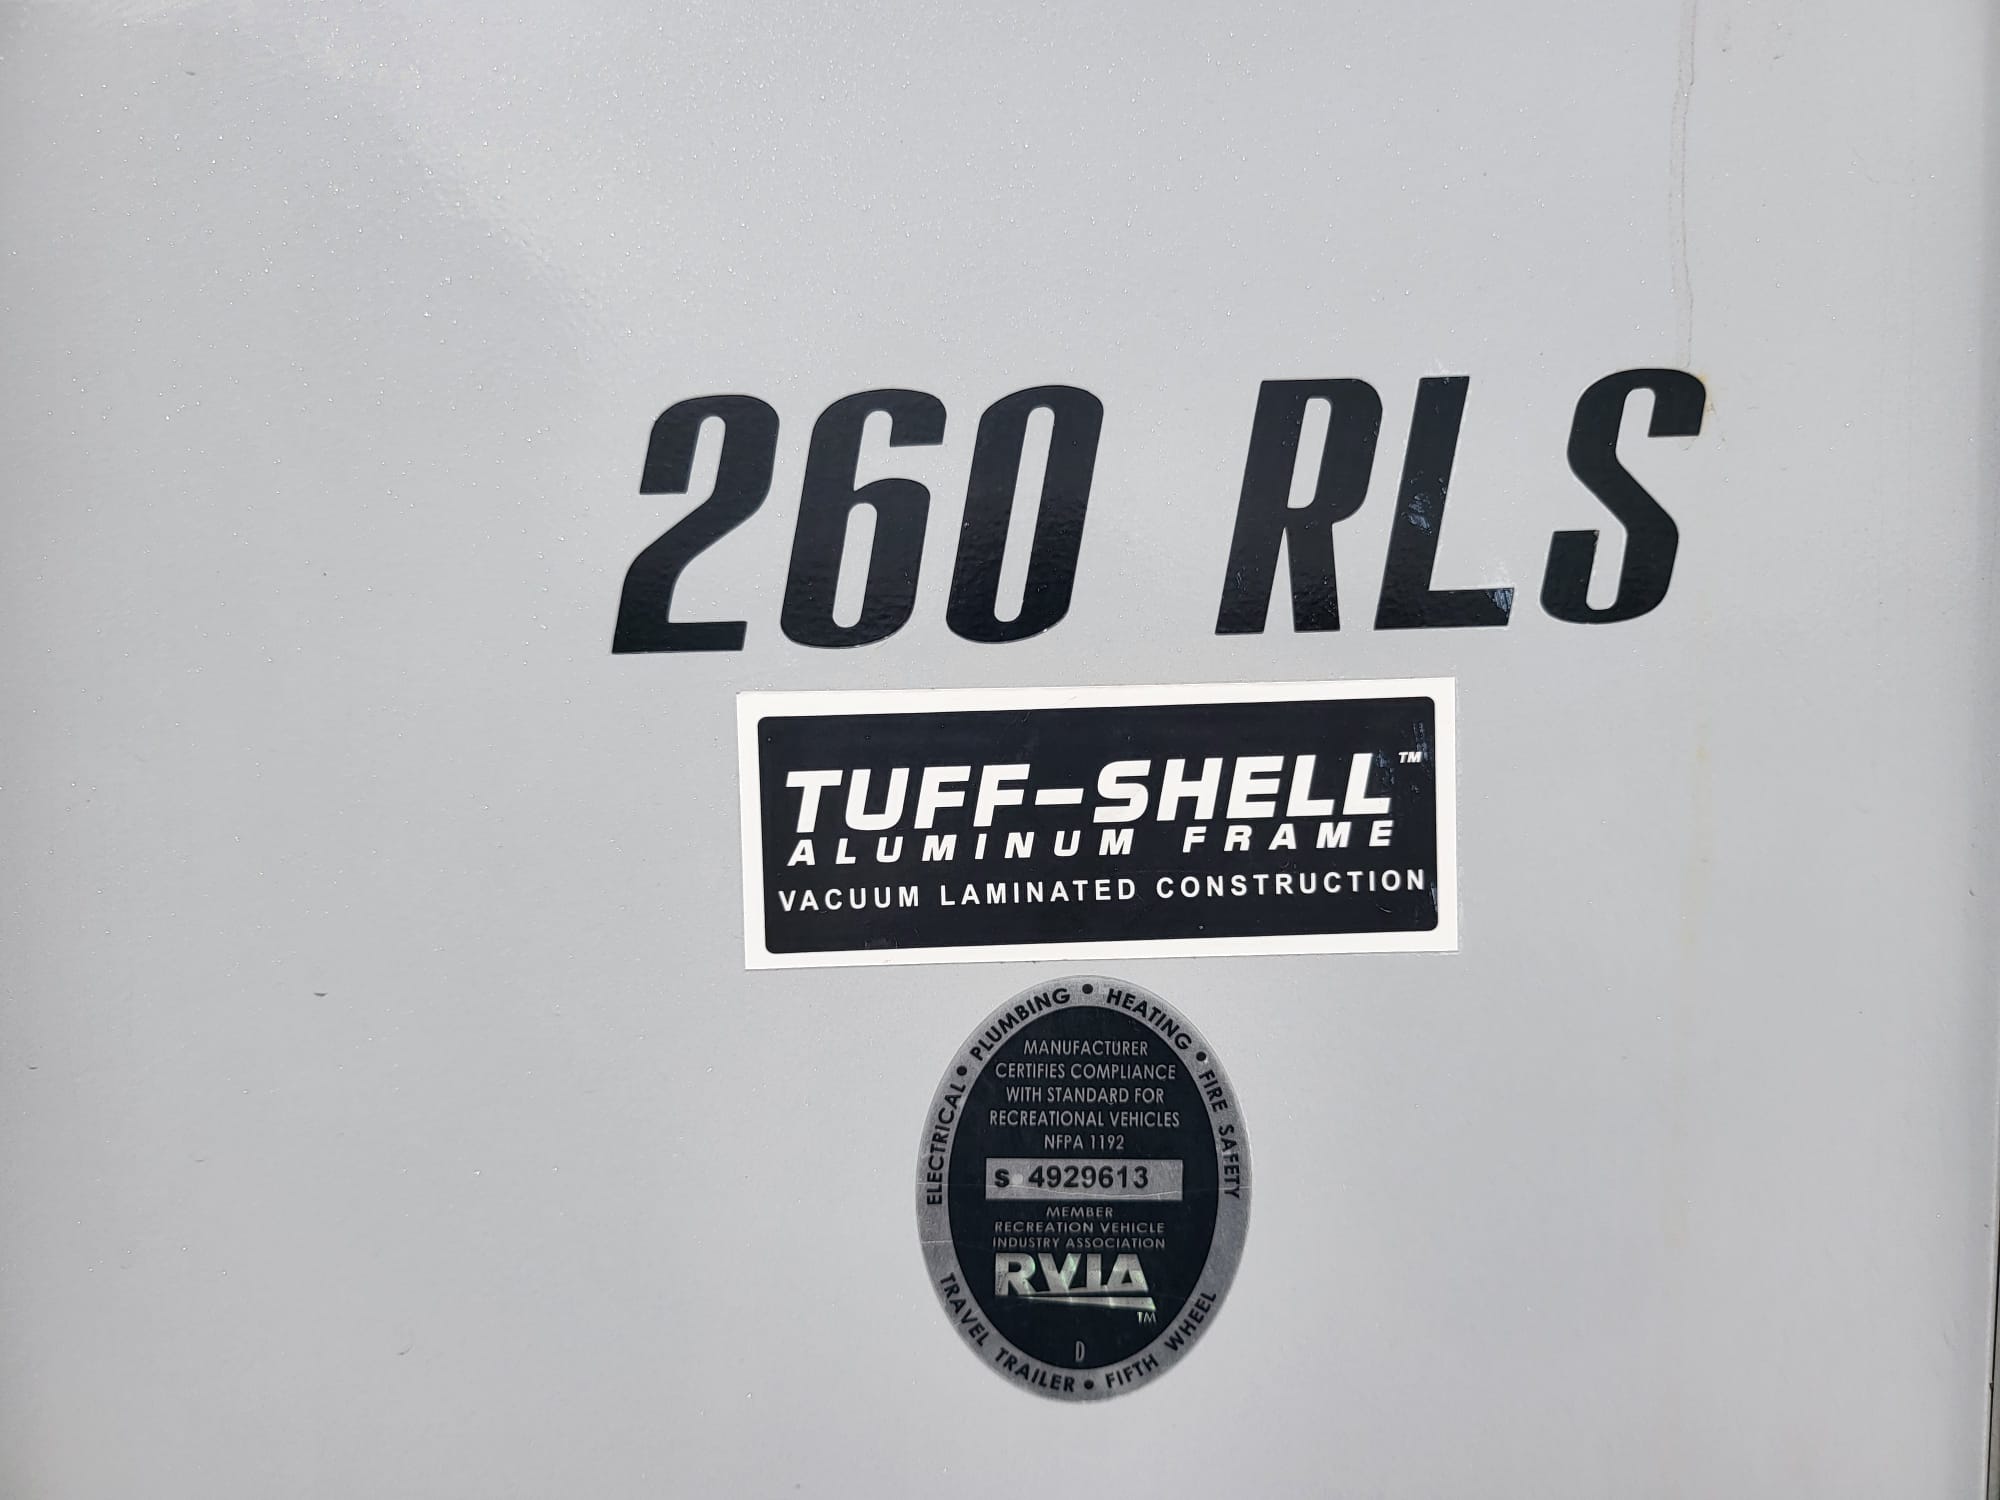 260 RLS
TUFF-SHELL™
ALUMINUM FRAME
VACUUM LAMINATED CONSTRUCTION
ELECTRICAL • PLUMBING • HEATING • FIRE SAFETY
MANUFACTURER
CERTIFIES COMPLIANCE
WITH STANDARD FOR
RECREATIONAL VEHICLES
NFPA 1192
S 4929613
MEMBER
RECREATION VEHICLE
INDUSTRY ASSOCIATION
RVIA
TM
D
TRAVEL TRAILER • FIFTH WHEEL